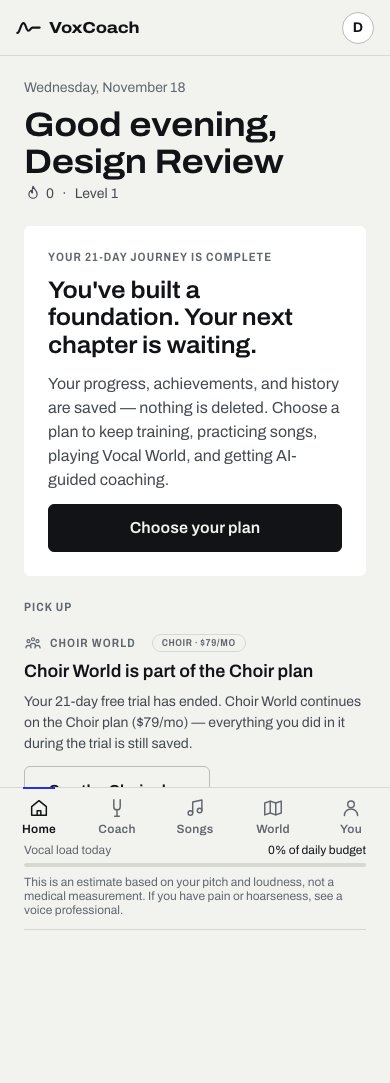 VoxCoach
D
Wednesday, November 18
Good evening,
Design Review
0 · Level 1
YOUR 21-DAY JOURNEY IS COMPLETE
You've built a
foundation. Your next
chapter is waiting.
Your progress, achievements, and history
are saved — nothing is deleted. Choose a
plan to keep training, practicing songs,
playing Vocal World, and getting AI-
guided coaching.
Choose your plan
PICK UP
CHOIR WORLD
CHOIR · $79/MO
Choir World is part of the Choir plan
Your 21-day free trial has ended. Choir World continues
on the Choir plan ($79/mo) — everything you did in it
during the trial is still saved.
Home
Coach
Songs
World
You
Vocal load today
0% of daily budget
This is an estimate based on your pitch and loudness, not a
medical measurement. If you have pain or hoarseness, see a
voice professional.